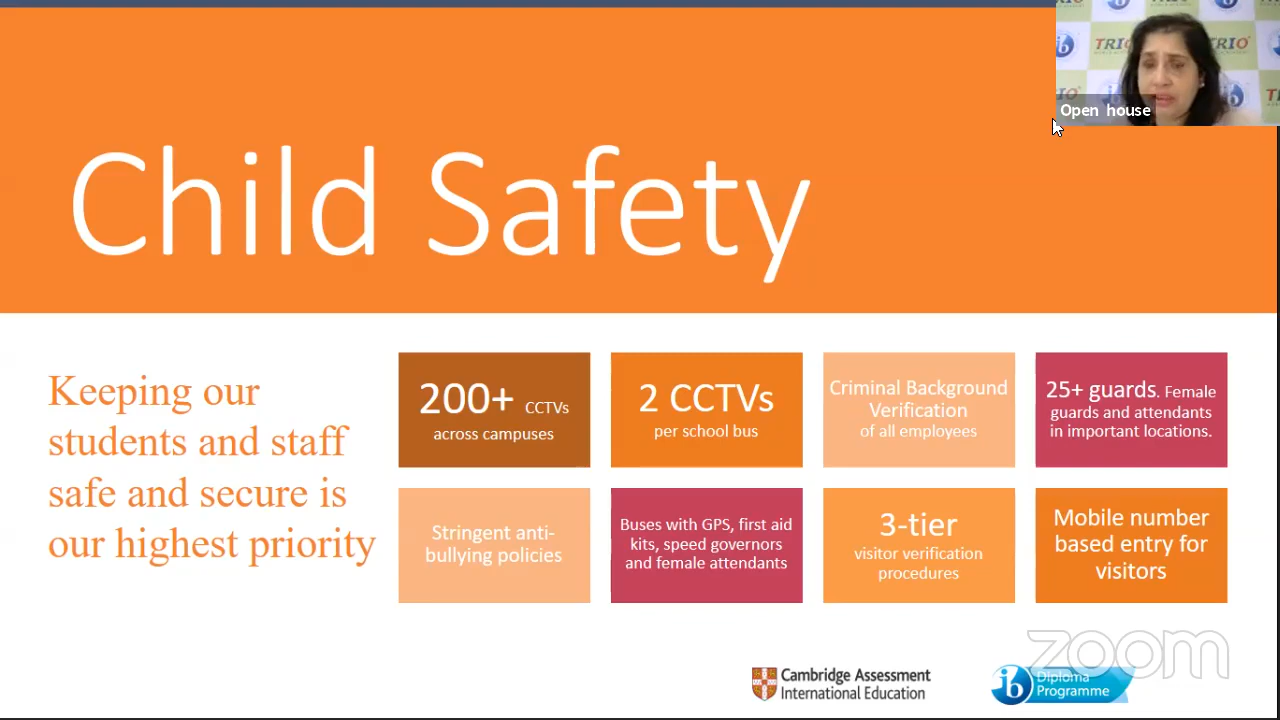 TRIO
TRIO
Open house
Child Safety
Keeping our
students and staff
safe and secure is
our highest priority
200+ CCTVs
across campuses
2 CCTVs
per school bus
Criminal Background
Verification
of all employees
25+ guards. Female
guards and attendants
in important locations.
Stringent anti-
bullying policies
Buses with GPS, first aid
kits, speed governors
and female attendants
3-tier
visitor verification
procedures
Mobile number
based entry for
visitors
zoom
Cambridge Assessment
International Education
ib
Diploma
Programme